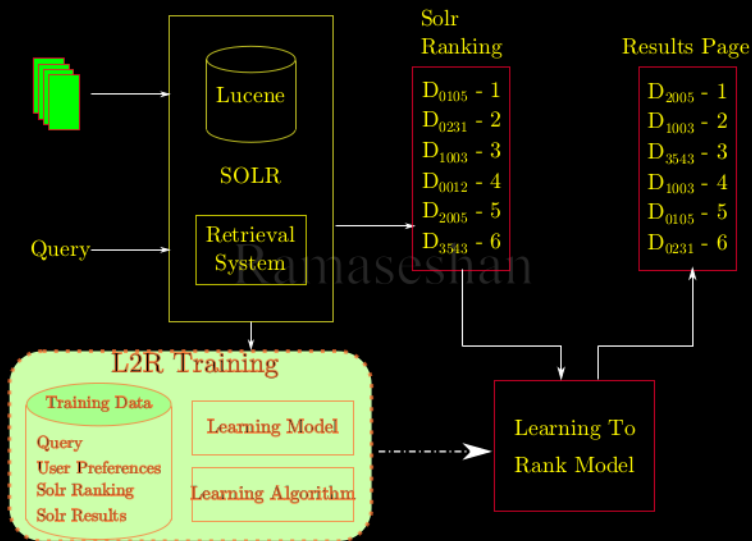 Solr
Ranking
Results Page
Lucene
SOLR
Retrieval
System
Query
D0105 - 1
D0231 - 2
D1003 - 3
D0012 - 4
D2005 - 5
D3543 - 6
D2005 - 1
D1003 - 2
D3543 - 3
D1003 - 4
D0105 - 5
D0231 - 6
Ramaseshan
L2R Training
Training Data
Query
User Preferences
Solr Ranking
Solr Results
Learning Model
Learning Algorithm
Learning To
Rank Model